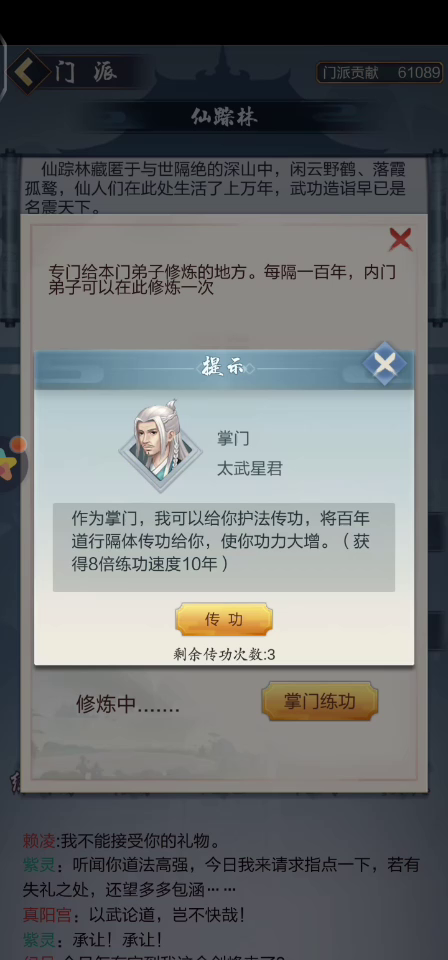 门 派
门派贡献 61089
仙踪林
仙踪林藏匿于与世隔绝的深山中，闲云野鹤、落霞
孤鹜，仙人们在此处生活了上万年，武功造诣早已是
名震天下。
专门给本门弟子修炼的地方。每隔一百年，内门
弟子可以在此修炼一次
提示
掌门
太武星君
作为掌门，我可以给你护法传功，将百年
道行隔体传功给你，使你功力大增。（获
得8倍练功速度10年）
传 功
剩余传功次数:3
修炼中.......
掌门练功
赖凌:我不能接受你的礼物。
紫灵：听闻你道法高强，今日我来请求指点一下，若有
失礼之处，还望多多包涵……
真阳宫：以武论道，岂不快哉！
紫灵：承让！承让！